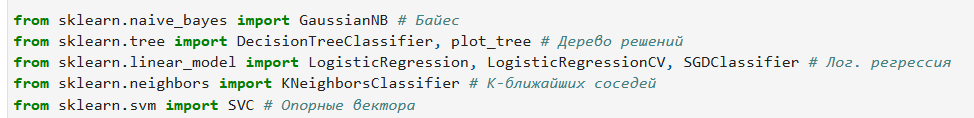 from sklearn.naive_bayes import GaussianNB # Байес
from sklearn.tree import DecisionTreeClassifier, plot_tree # Дерево решений
from sklearn.linear_model import LogisticRegression, LogisticRegressionCV, SGDClassifier # Лог. регрессия
from sklearn.neighbors import KNeighborsClassifier # К-ближайших соседей
from sklearn.svm import SVC # Опорные вектора